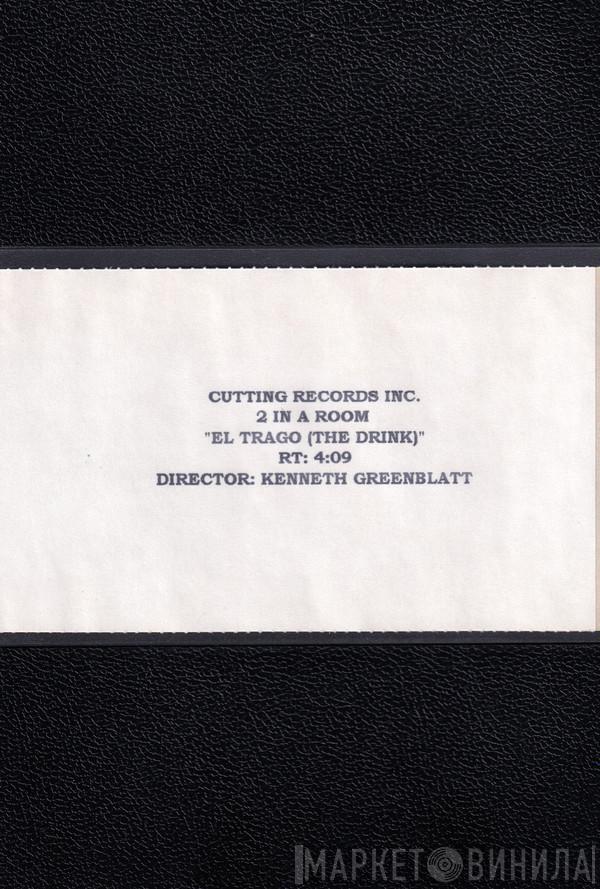 CUTTING RECORDS INC.
2 IN A ROOM
"EL TRAGO (THE DRINK)"
RT: 4:09
DIRECTOR: KENNETH GREENBLATT
МАРКЕТ ВИНИЛА